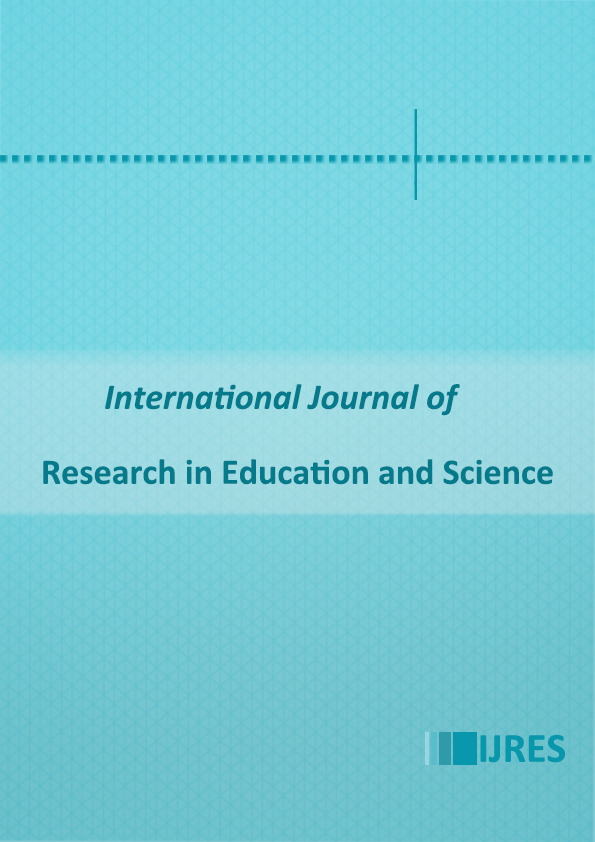 International Journal of
Research in Education and Science
IJRES